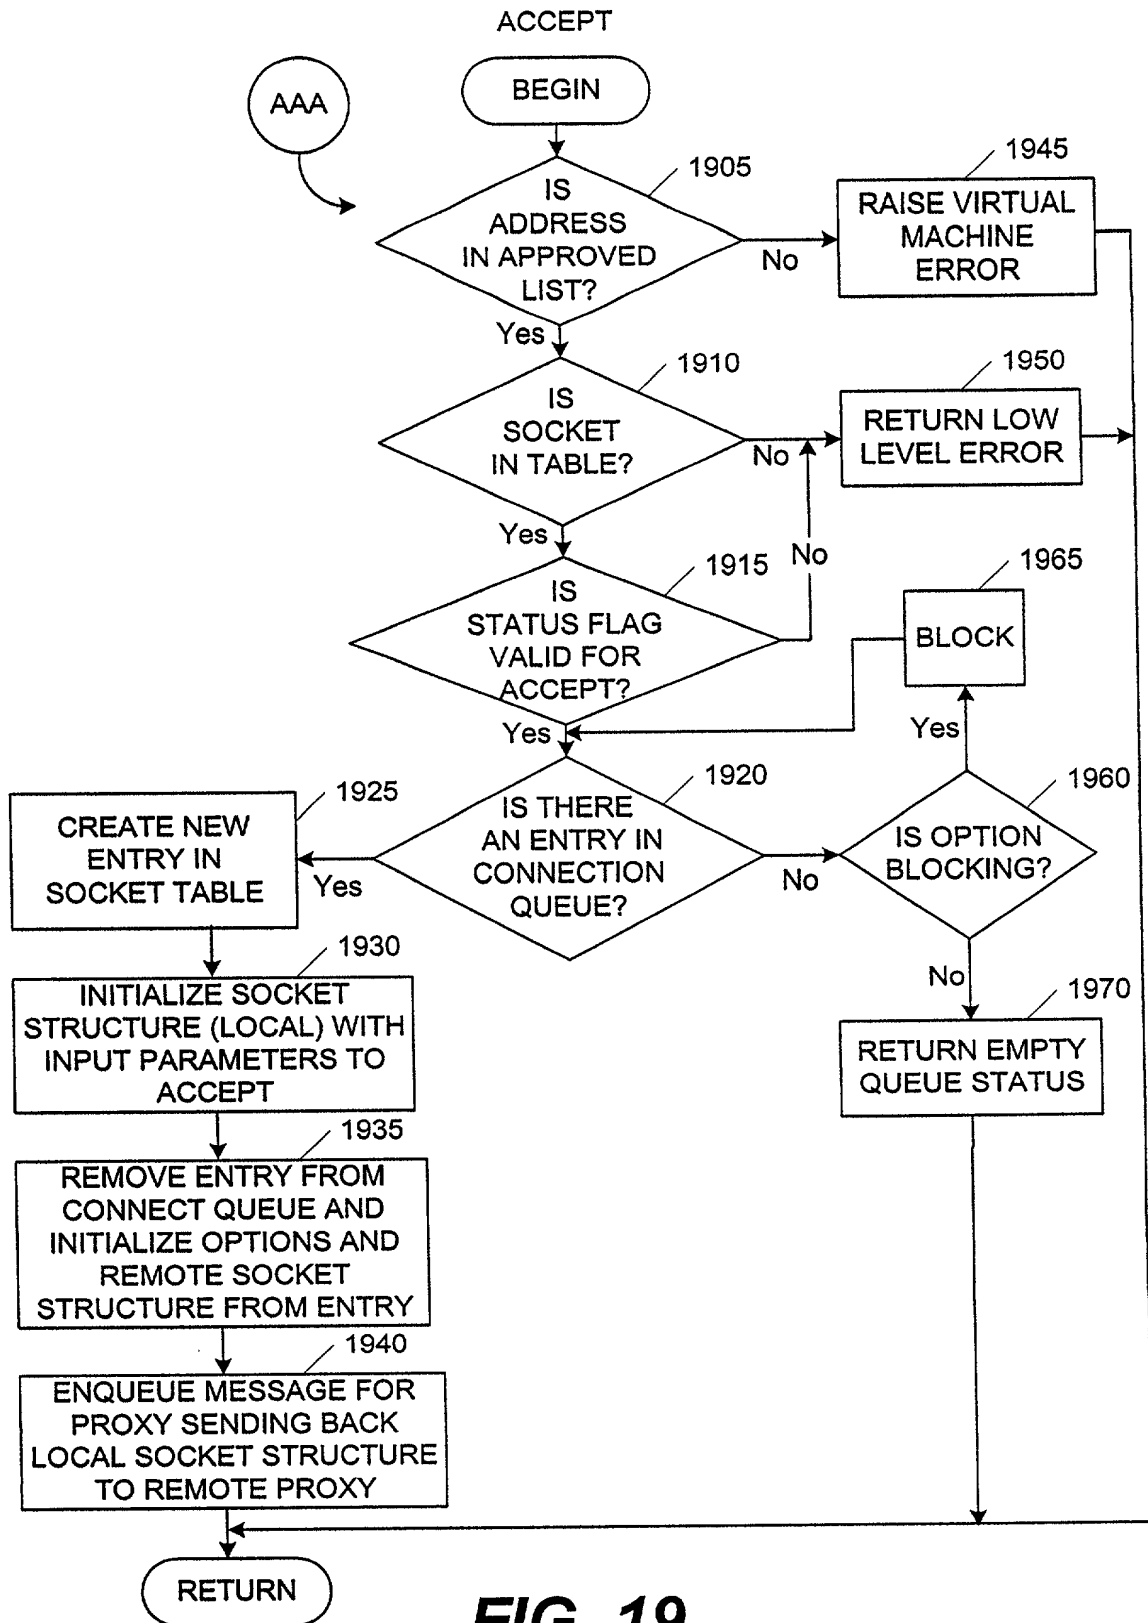 ACCEPT
AAA
BEGIN
1905
IS
ADDRESS
IN APPROVED
LIST?
No
1945
RAISE VIRTUAL
MACHINE
ERROR
Yes
1910
IS
SOCKET
IN TABLE?
No
1950
RETURN LOW
LEVEL ERROR
Yes
1915
IS
STATUS FLAG
VALID FOR
ACCEPT?
No
1965
BLOCK
Yes
Yes
1920
IS THERE
AN ENTRY IN
CONNECTION
QUEUE?
No
1960
IS OPTION
BLOCKING?
Yes
1925
CREATE NEW
ENTRY IN
SOCKET TABLE
No
1970
RETURN EMPTY
QUEUE STATUS
1930
INITIALIZE SOCKET
STRUCTURE (LOCAL) WITH
INPUT PARAMETERS TO
ACCEPT
1935
REMOVE ENTRY FROM
CONNECT QUEUE AND
INITIALIZE OPTIONS AND
REMOTE SOCKET
STRUCTURE FROM ENTRY
1940
ENQUEUE MESSAGE FOR
PROXY SENDING BACK
LOCAL SOCKET STRUCTURE
TO REMOTE PROXY
RETURN
FIG. 19